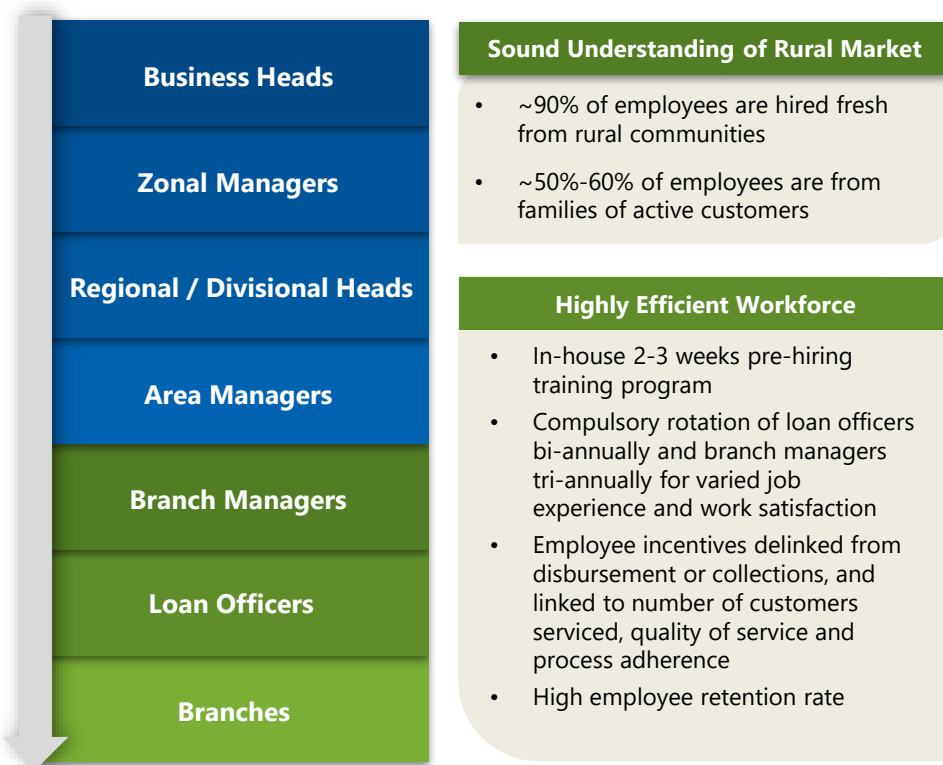 Business Heads
Zonal Managers
Regional / Divisional Heads
Area Managers
Branch Managers
Loan Officers
Branches
Sound Understanding of Rural Market
• ~90% of employees are hired fresh
from rural communities
• ~50%-60% of employees are from
families of active customers
Highly Efficient Workforce
• In-house 2-3 weeks pre-hiring
training program
• Compulsory rotation of loan officers
bi-annually and branch managers
tri-annually for varied job
experience and work satisfaction
• Employee incentives delinked from
disbursement or collections, and
linked to number of customers
serviced, quality of service and
process adherence
• High employee retention rate